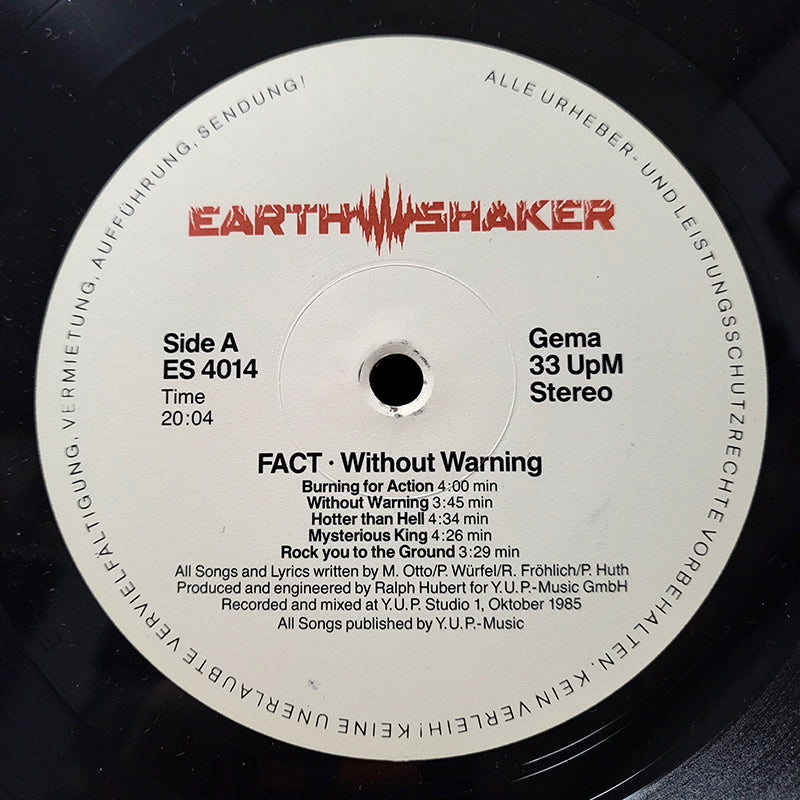 EARTHSHAKER
Side A
ES 4014
Time
20:04
Gema
33 UpM
Stereo
FACT · Without Warning
Burning for Action 4:00 min
Without Warning 3:45 min
Hotter than Hell 4:34 min
Mysterious King 4:26 min
Rock you to the Ground 3:29 min
All Songs and Lyrics written by M. Otto/P. Würfel/R. Fröhlich/P. Huth
Produced and engineered by Ralph Hubert for Y.U.P.-Music GmbH
Recorded and mixed at Y.U.P. Studio 1, Oktober 1985
All Songs published by Y.U.P.-Music
ALLE URHEBER- UND LEISTUNGSSCHUTZRECHTE VORBEHALTEN. KEIN VERLEIH! KEINE UNERLAUBTE VERVIELFÄLTIGUNG, VERMIETUNG, AUFFÜHRUNG, SENDUNG!